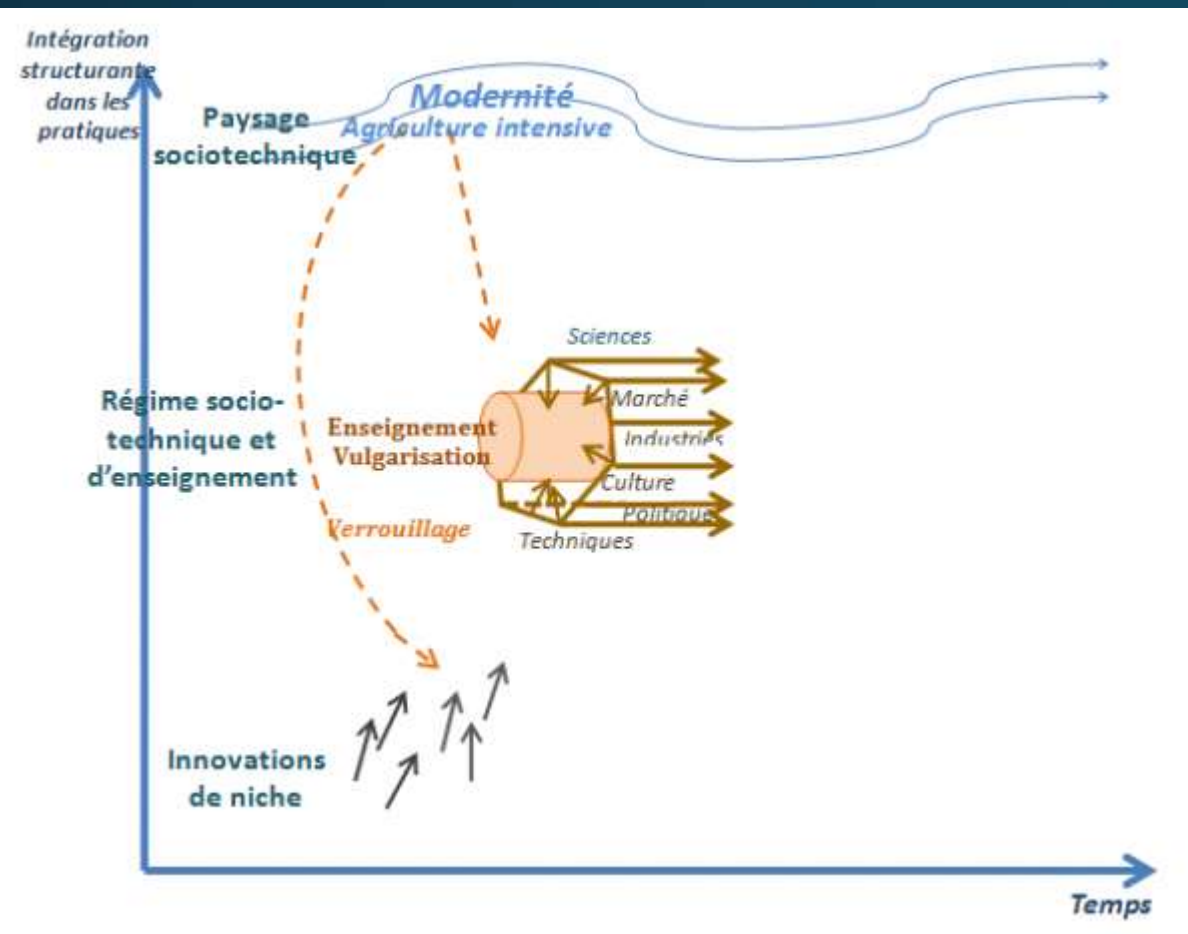 Intégration
structurante
dans les
pratiques
Modernité
Agriculture intensive
Paysage
sociotechnique
Sciences
Marché
Industries
Culture
Politique
Techniques
Régime socio-
technique et
d'enseignement
Enseignement
Vulgarisation
Verrouillage
Innovations
de niche
Temps